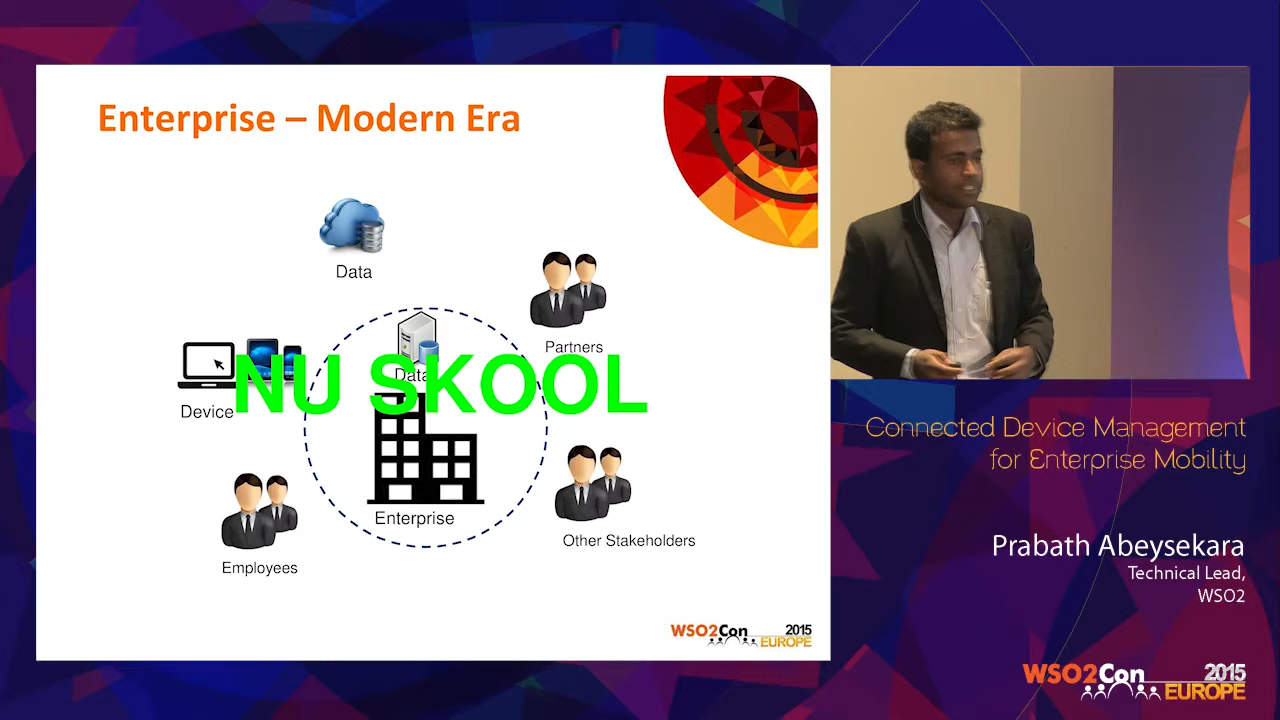 Enterprise – Modern Era
Data
Partners
Data
NU SKOOL
Device
Enterprise
Other Stakeholders
Employees
WSO2Con 2015
EUROPE
Connected Device Management
for Enterprise Mobility
Prabath Abeysekara
Technical Lead,
WSO2
WSO2Con 2015
EUROPE